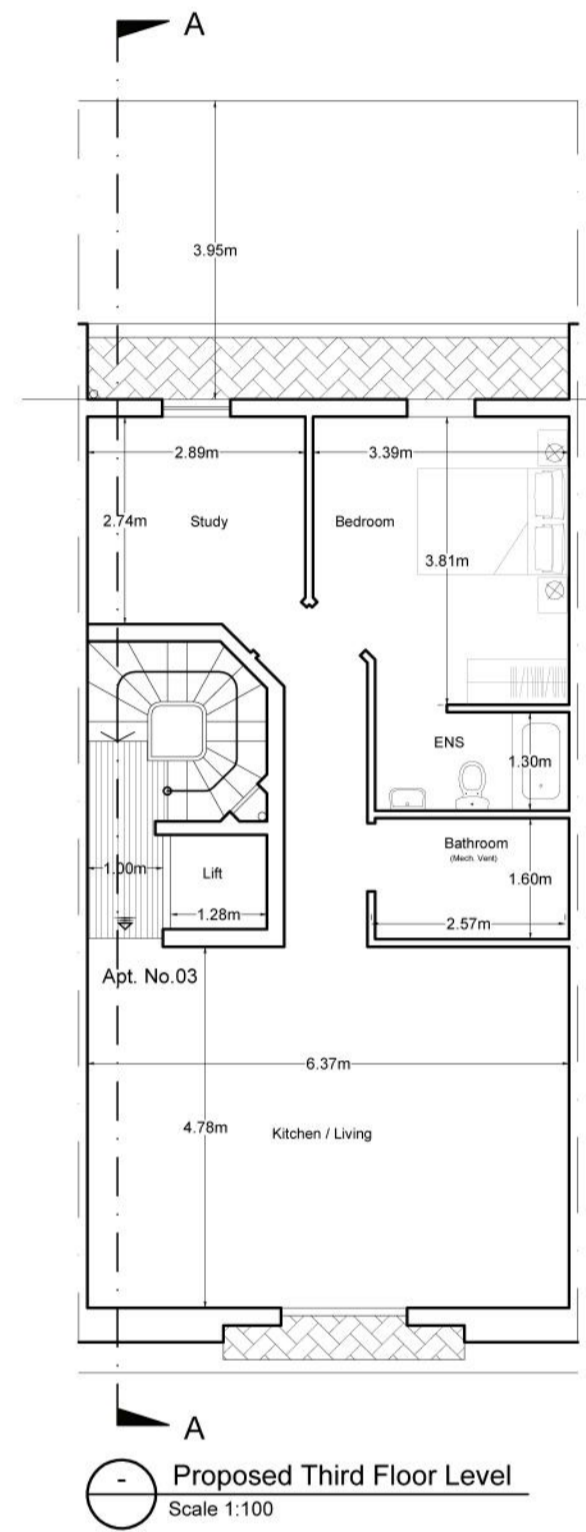 A
3.95m
2.89m
3.39m
2.74m
Study
Bedroom
3.81m
ENS
1.30m
Bathroom
(Mech. Vent)
1.00m
Lift
1.60m
1.28m
2.57m
Apt. No.03
6.37m
4.78m
Kitchen / Living
A
- Proposed Third Floor Level
Scale 1:100